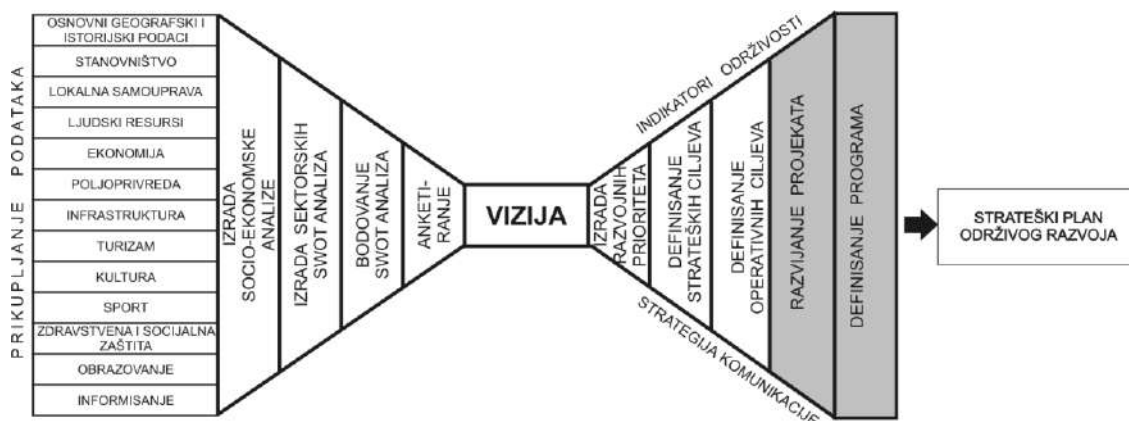 PRIKUPLJANJE PODATAKA
OSNOVNI GEOGRAFSKI I
ISTORIJSKI PODACI
STANOVNIŠTVO
LOKALNA SAMOUPRAVA
LJUDSKI RESURSI
EKONOMIJA
POLJOPRIVREDA
INFRASTRUKTURA
TURIZAM
KULTURA
SPORT
ZDRAVSTVENA I SOCIJALNA
ZAŠTITA
OBRAZOVANJE
INFORMISANJE
IZRADA
SOCIO-EKONOMSKE
ANALIZE
IZRADA SEKTORSKIH
SWOT ANALIZA
BODOVANJE
SWOT ANALIZA
ANKETI-
RANJE
VIZIJA
INDIKATORI ODRŽIVOSTI
IZRADA
RAZVOJNIH
PRIORITETA
DEFINISANJE
STRATEŠKIH CILJEVA
DEFINISANJE
OPERATIVNIH CILJEVA
RAZVIJANJE PROJEKATA
DEFINISANJE PROGRAMA
STRATEGIJA KOMUNIKACIJE
STRATEŠKI PLAN
ODRŽIVOG RAZVOJA